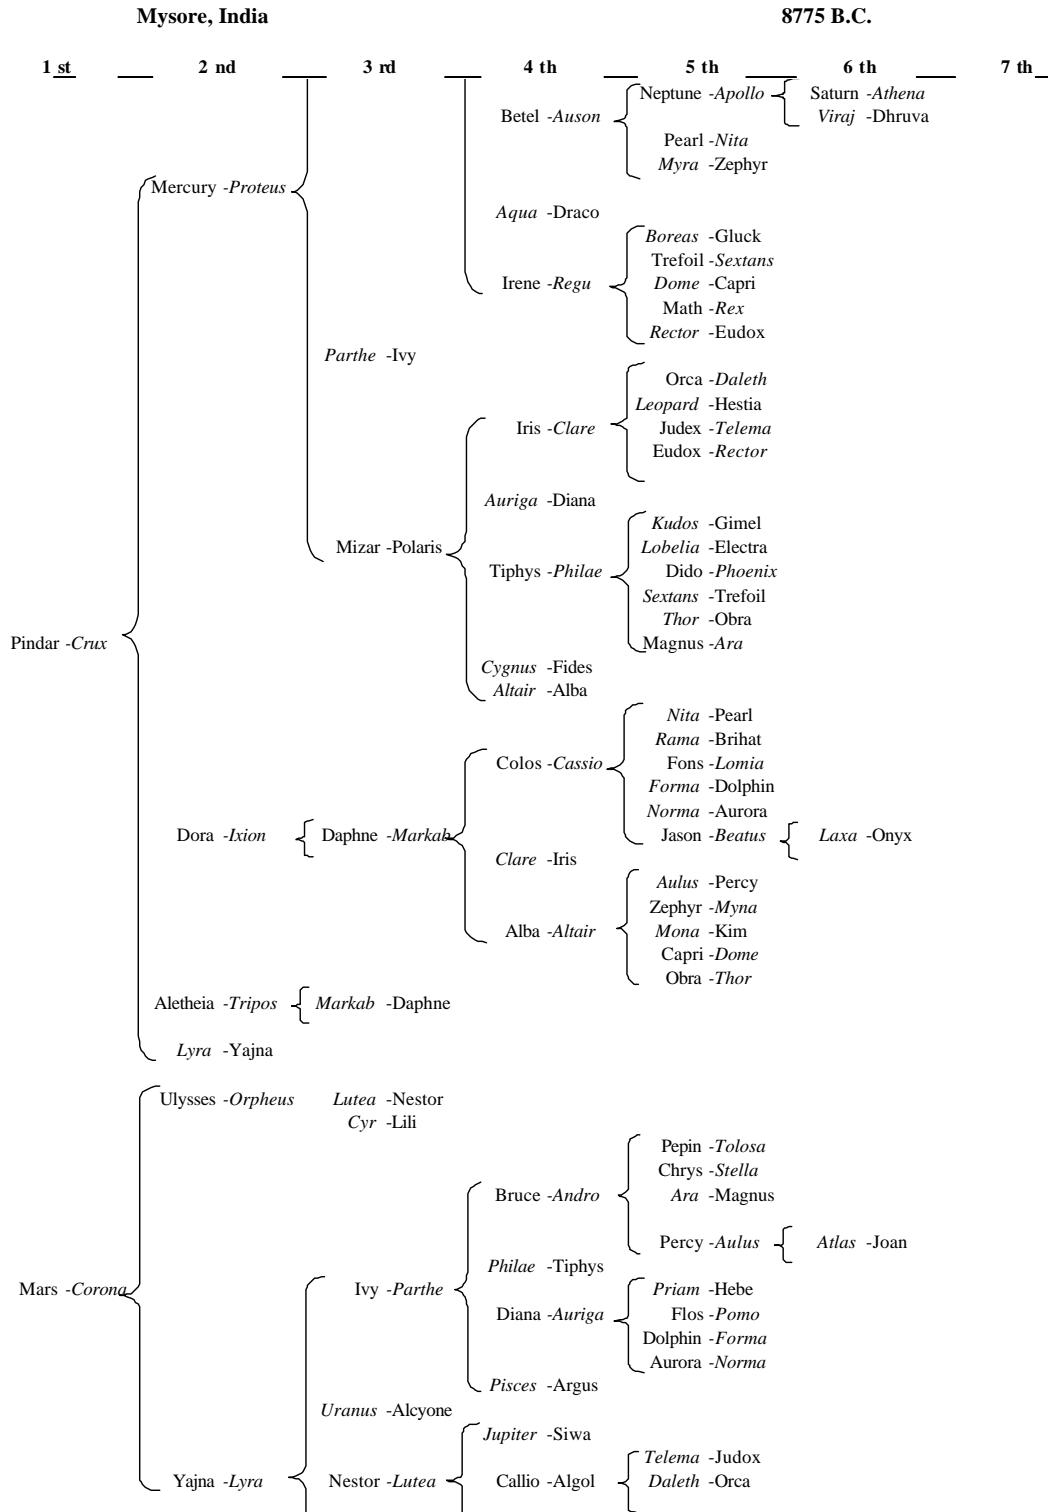 Mysore, India 8775 B.C.
1 st 2 nd 3 rd 4 th 5 th 6 th 7 th
Neptune -Apollo Saturn -Athena
Betel -Auson Viraj -Dhruva
Pearl -Nita
Myra -Zephyr
Mercury -Proteus
Aqua -Draco
Boreas -Gluck
Trefoil -Sextans
Irene -Regu Dome -Capri
Math -Rex
Rector -Eudox
Parthe -Ivy
Orca -Daleth
Leopard -Hestia
Iris -Clare Judex -Telema
Eudox -Rector
Auriga -Diana
Kudos -Gimel
Mizar -Polaris Lobelia -Electra
Tiphys -Philae Dido -Phoenix
Sextans -Trefoil
Thor -Obra
Pindar -Crux Magnus -Ara
Cygnus -Fides
Altair -Alba
Nita -Pearl
Rama -Brihat
Colos -Cassio Fons -Lomia
Forma -Dolphin
Norma -Aurora
Dora -Ixion Daphne -Markab Jason -Beatus Laxa -Onyx
Clare -Iris
Aulus -Percy
Zephyr -Myna
Alba -Altair Mona -Kim
Capri -Dome
Obra -Thor
Aletheia -Tripos Markab -Daphne
Lyra -Yajna
Ulysses -Orpheus Lutea -Nestor
Cyr -Lili
Pepin -Tolosa
Chrys -Stella
Bruce -Andro Ara -Magnus
Percy -Aulus Atlas -Joan
Philae -Tiphys
Mars -Corona Ivy -Parthe Priam -Hebe
Diana -Auriga Flos -Pomo
Dolphin -Forma
Aurora -Norma
Pisces -Argus
Uranus -Alcyone
Jupiter -Siwa
Telema -Judox
Yajna -Lyra Nestor -Lutea Callio -Algol Daleth -Orca